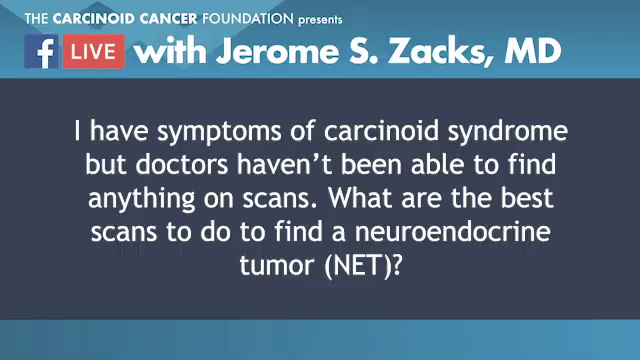 THE CARCINOID CANCER FOUNDATION presents
f LIVE with Jerome S. Zacks, MD
I have symptoms of carcinoid syndrome
but doctors haven’t been able to find
anything on scans. What are the best
scans to do to find a neuroendocrine
tumor (NET)?